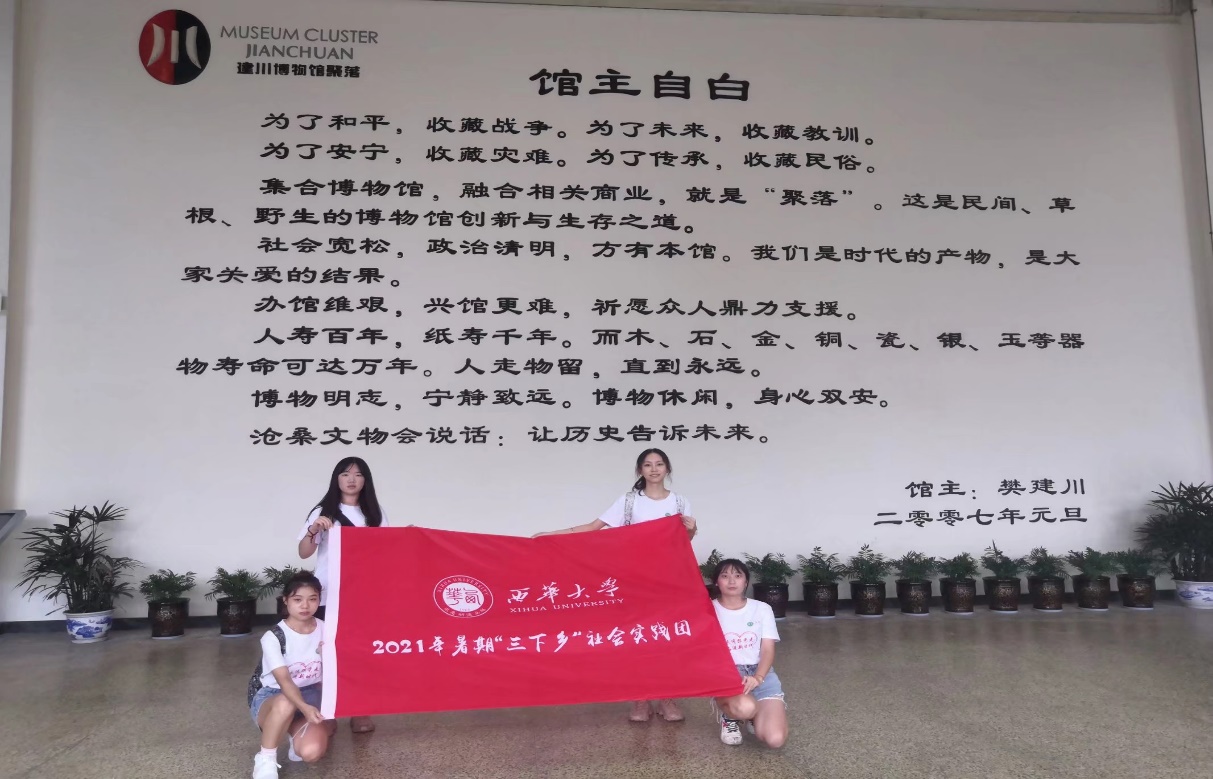 MUSEUM CLUSTER
JIANCHUAN
建川博物馆聚落
馆主自白
为了和平，收藏战争。为了未来，收藏教训。
为了安宁，收藏灾难。为了传承，收藏民俗。
集合博物馆，融合相关商业，就是“聚落”。这是民间、草
根、野生的博物馆创新与生存之道。
社会宽松，政治清明，方有本馆。我们是时代的产物，是大
家关爱的结果。
办馆维艰，兴馆更难，祈愿众人鼎力支援。
人寿百年，纸寿千年。而木、石、金、铜、瓷、银、玉等器
物寿命可达万年。人走物留，直到永远。
博物明志，宁静致远。博物休闲，身心双安。
沧桑文物会说话：让历史告诉未来。
馆主：樊建川
二零零七年元旦
西华大学
XIHUA UNIVERSITY
2021年暑期“三下乡”社会实践团